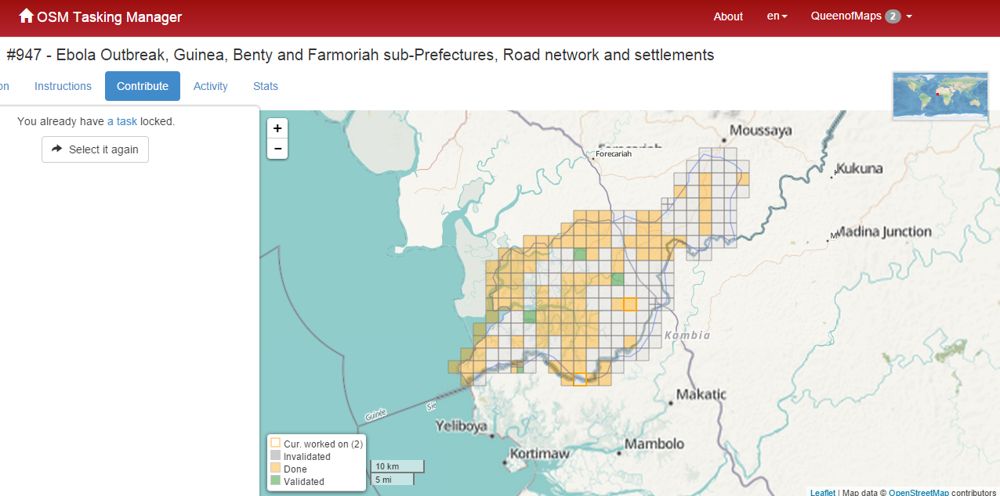 OSM Tasking Manager
About
en
QueenofMaps 2
#947 - Ebola Outbreak, Guinea, Benty and Farmoriah sub-Prefectures, Road network and settlements
on
Instructions
Contribute
Activity
Stats
You already have a task locked.
Select it again
+
−
Moussaya
Forecariah
Forecariah
Kukuna
Madina Junction
Kambia
Makatic
Guinée
Sie
Yeliboya
Mambolo
Kortimaw
Cur. worked on (2)
Invalidated
Done
Validated
10 km
5 mi
Leaflet | Map data © OpenStreetMap contributors